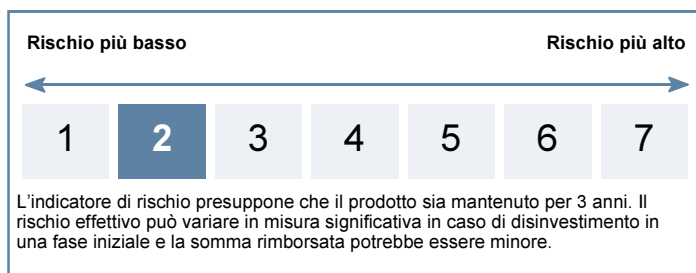 Rischio più basso Rischio più alto
1 2 3 4 5 6 7
L'indicatore di rischio presuppone che il prodotto sia mantenuto per 3 anni. Il
rischio effettivo può variare in misura significativa in caso di disinvestimento in
una fase iniziale e la somma rimborsata potrebbe essere minore.